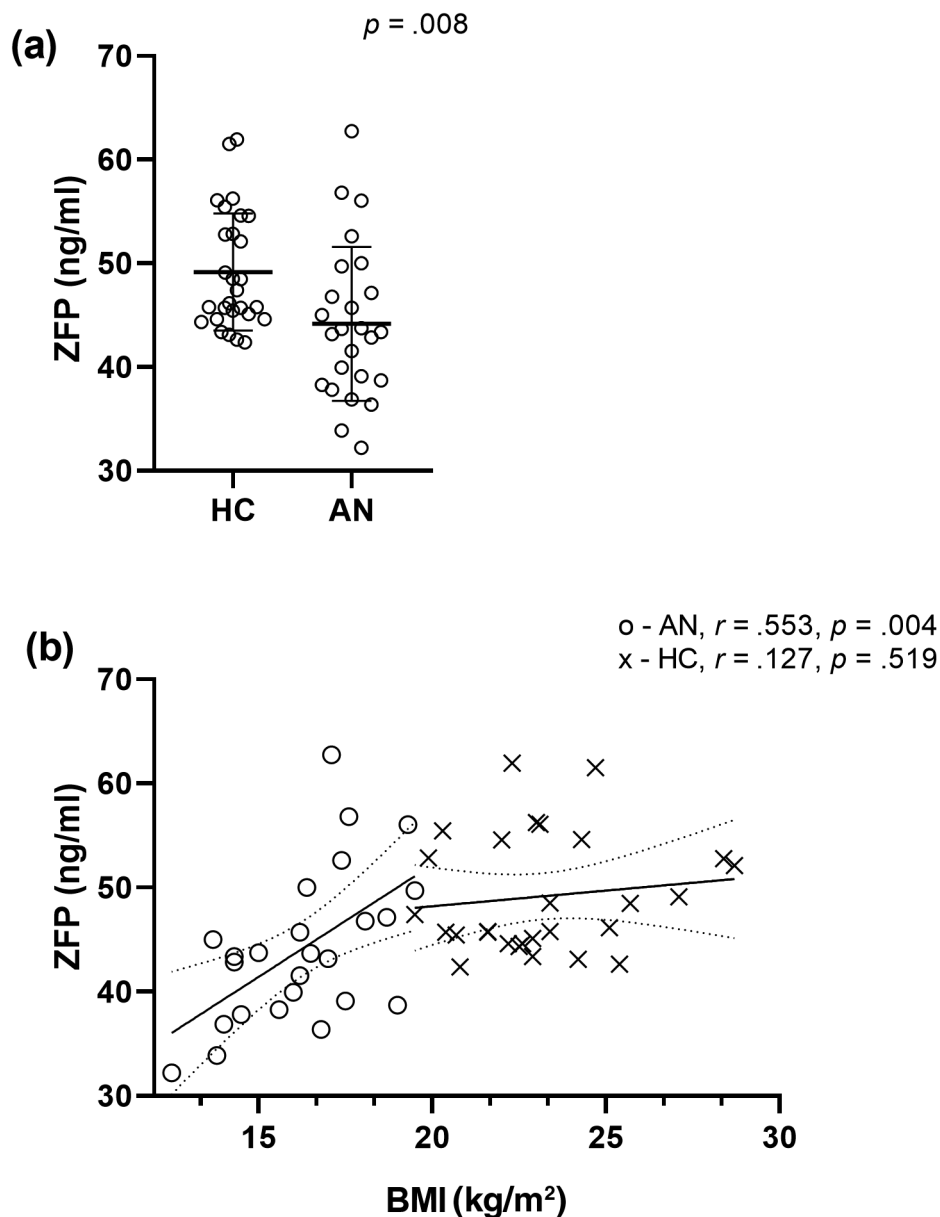 (a)
p = .008
70
60
50
40
30
ZFP (ng/ml)
HC AN
(b)
o - AN, r = .553, p = .004
x - HC, r = .127, p = .519
70
60
50
40
30
ZFP (ng/ml)
15 20 25 30
BMI (kg/m²)